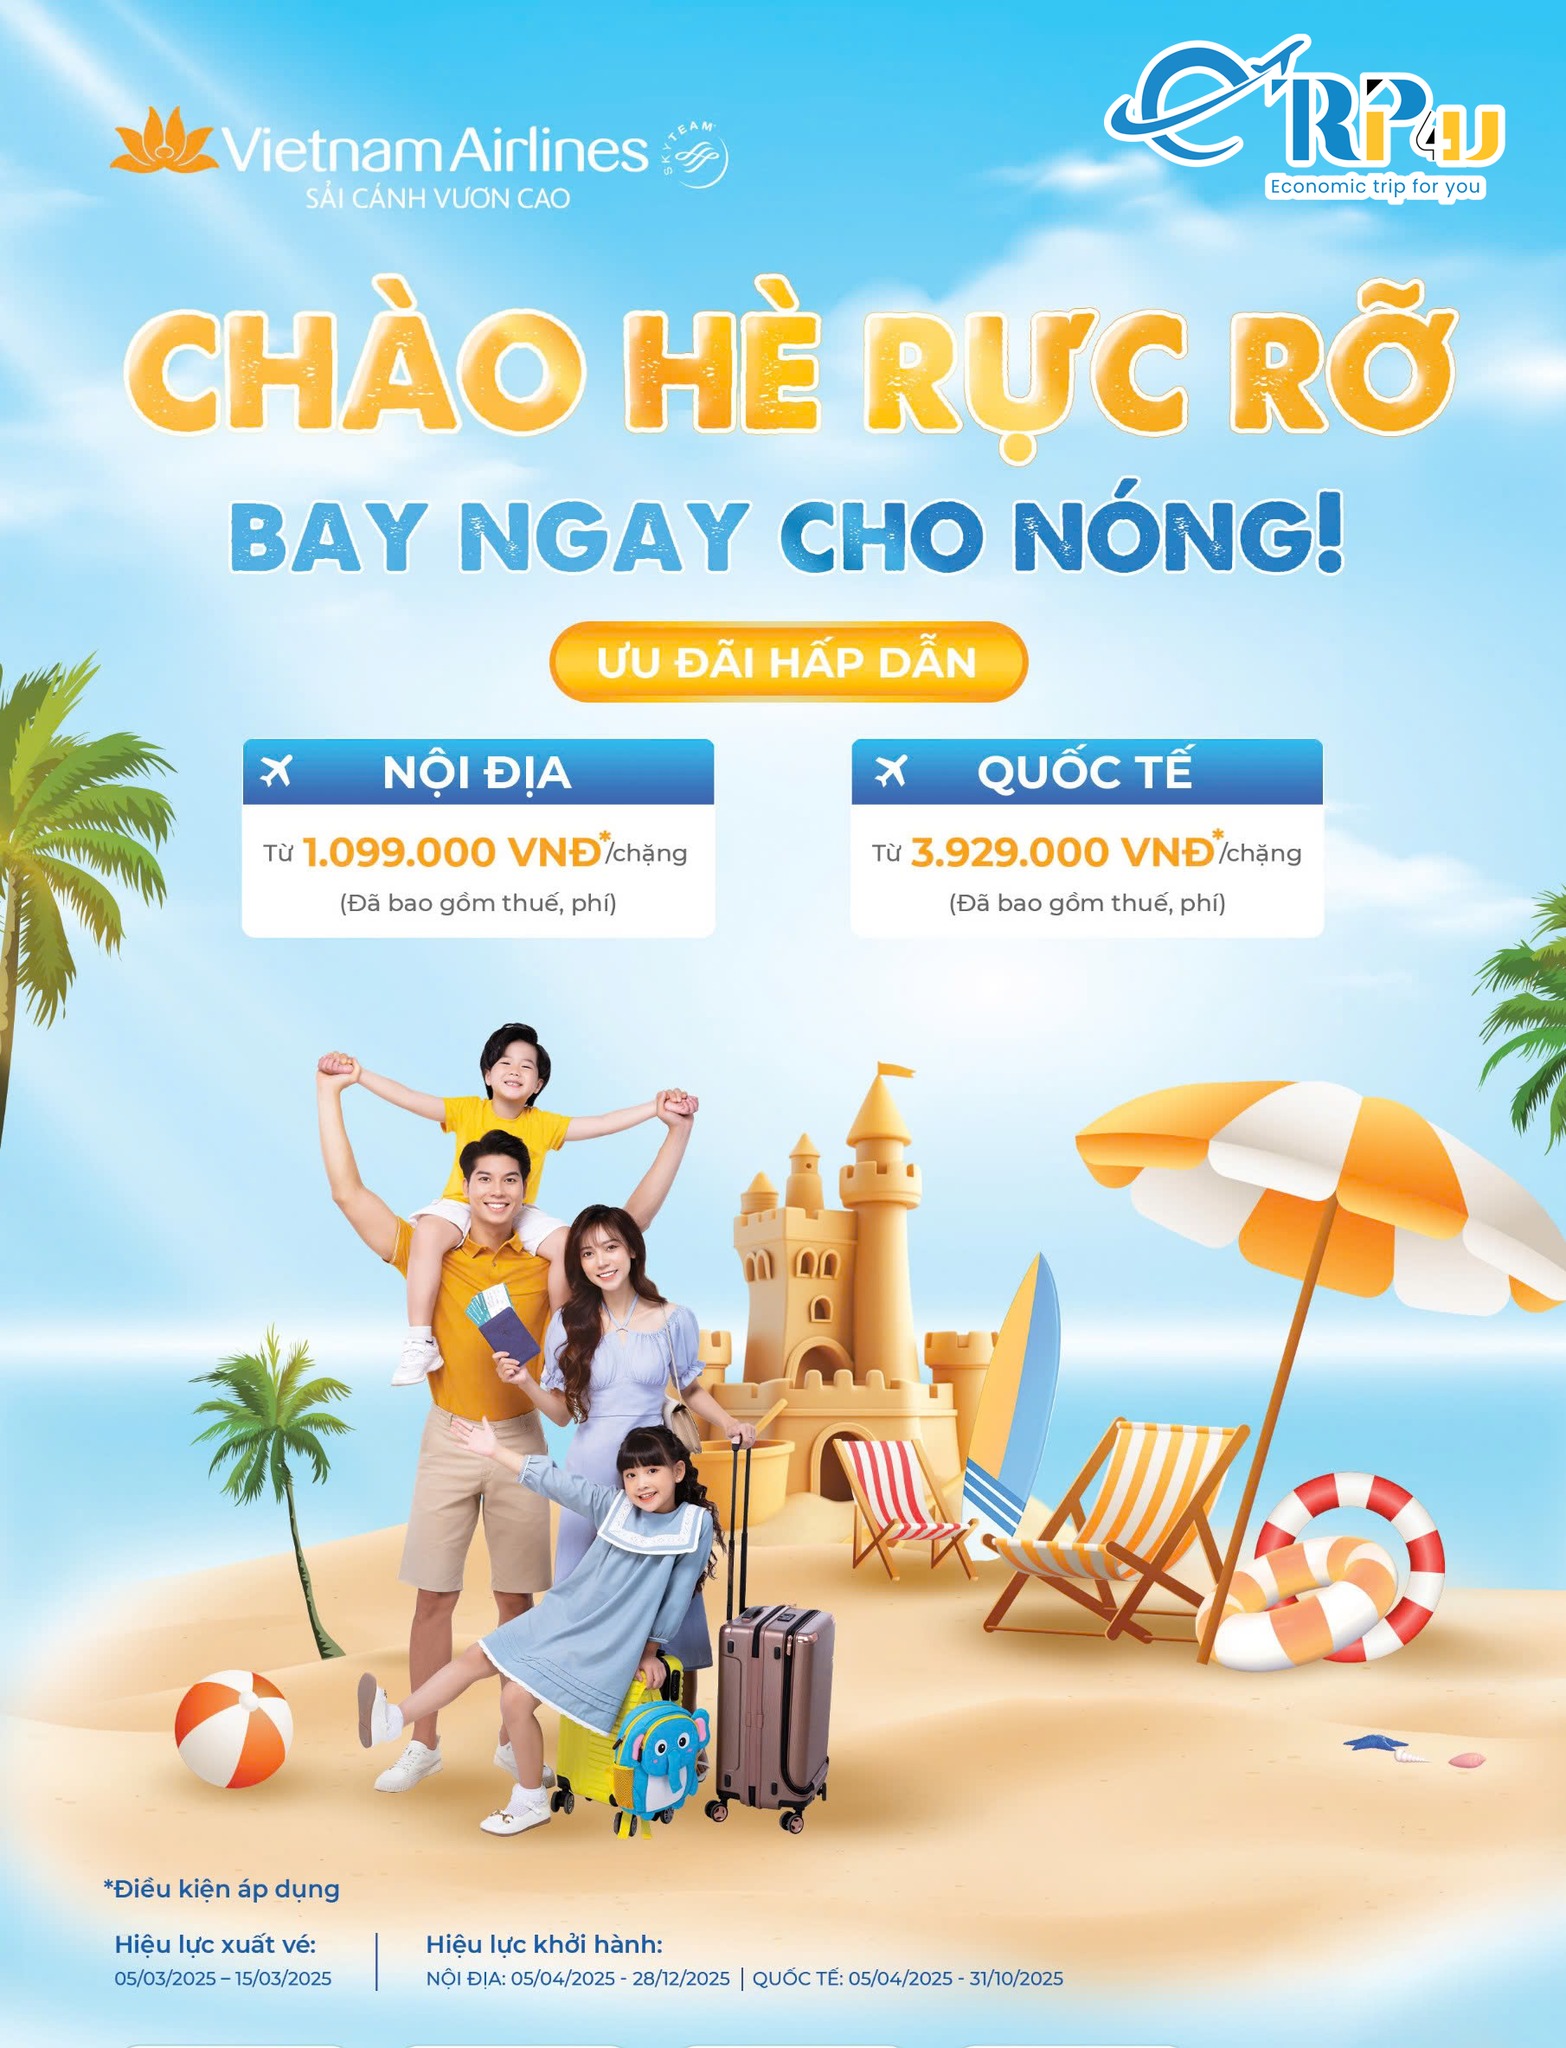 Vietnam Airlines
SKYTEAM
SẢI CÁNH VƯƠN CAO
eTRIP4U
Economic trip for you
CHÀO HÈ RỰC RỠ
BAY NGAY CHO NÓNG!
ƯU ĐÃI HẤP DẪN
NỘI ĐỊA
Từ 1.099.000 VNĐ*/chặng
(Đã bao gồm thuế, phí)
QUỐC TẾ
Từ 3.929.000 VNĐ*/chặng
(Đã bao gồm thuế, phí)
*Điều kiện áp dụng
Hiệu lực xuất vé:
05/03/2025 – 15/03/2025
Hiệu lực khởi hành:
NỘI ĐỊA: 05/04/2025 - 28/12/2025 | QUỐC TẾ: 05/04/2025 - 31/10/2025